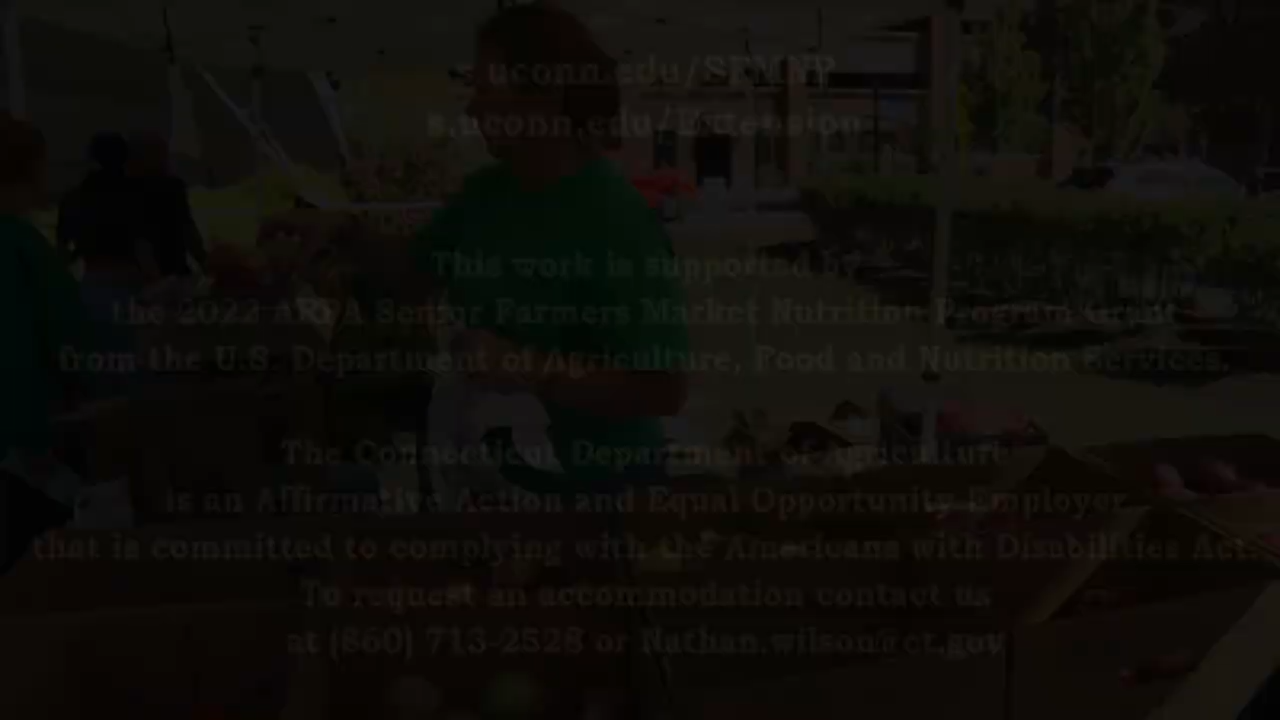 s.uconn.edu/SFMNP
s.uconn.edu/Extension
This work is supported by
the 2022 ARPA Senior Farmers Market Nutrition Program Grant
from the U.S. Department of Agriculture, Food and Nutrition Services.
The Connecticut Department of Agriculture
is an Affirmative Action and Equal Opportunity Employer
that is committed to complying with the Americans with Disabilities Act.
To request an accommodation contact us
at (860) 713-2528 or Nathan.wilson@ct.gov